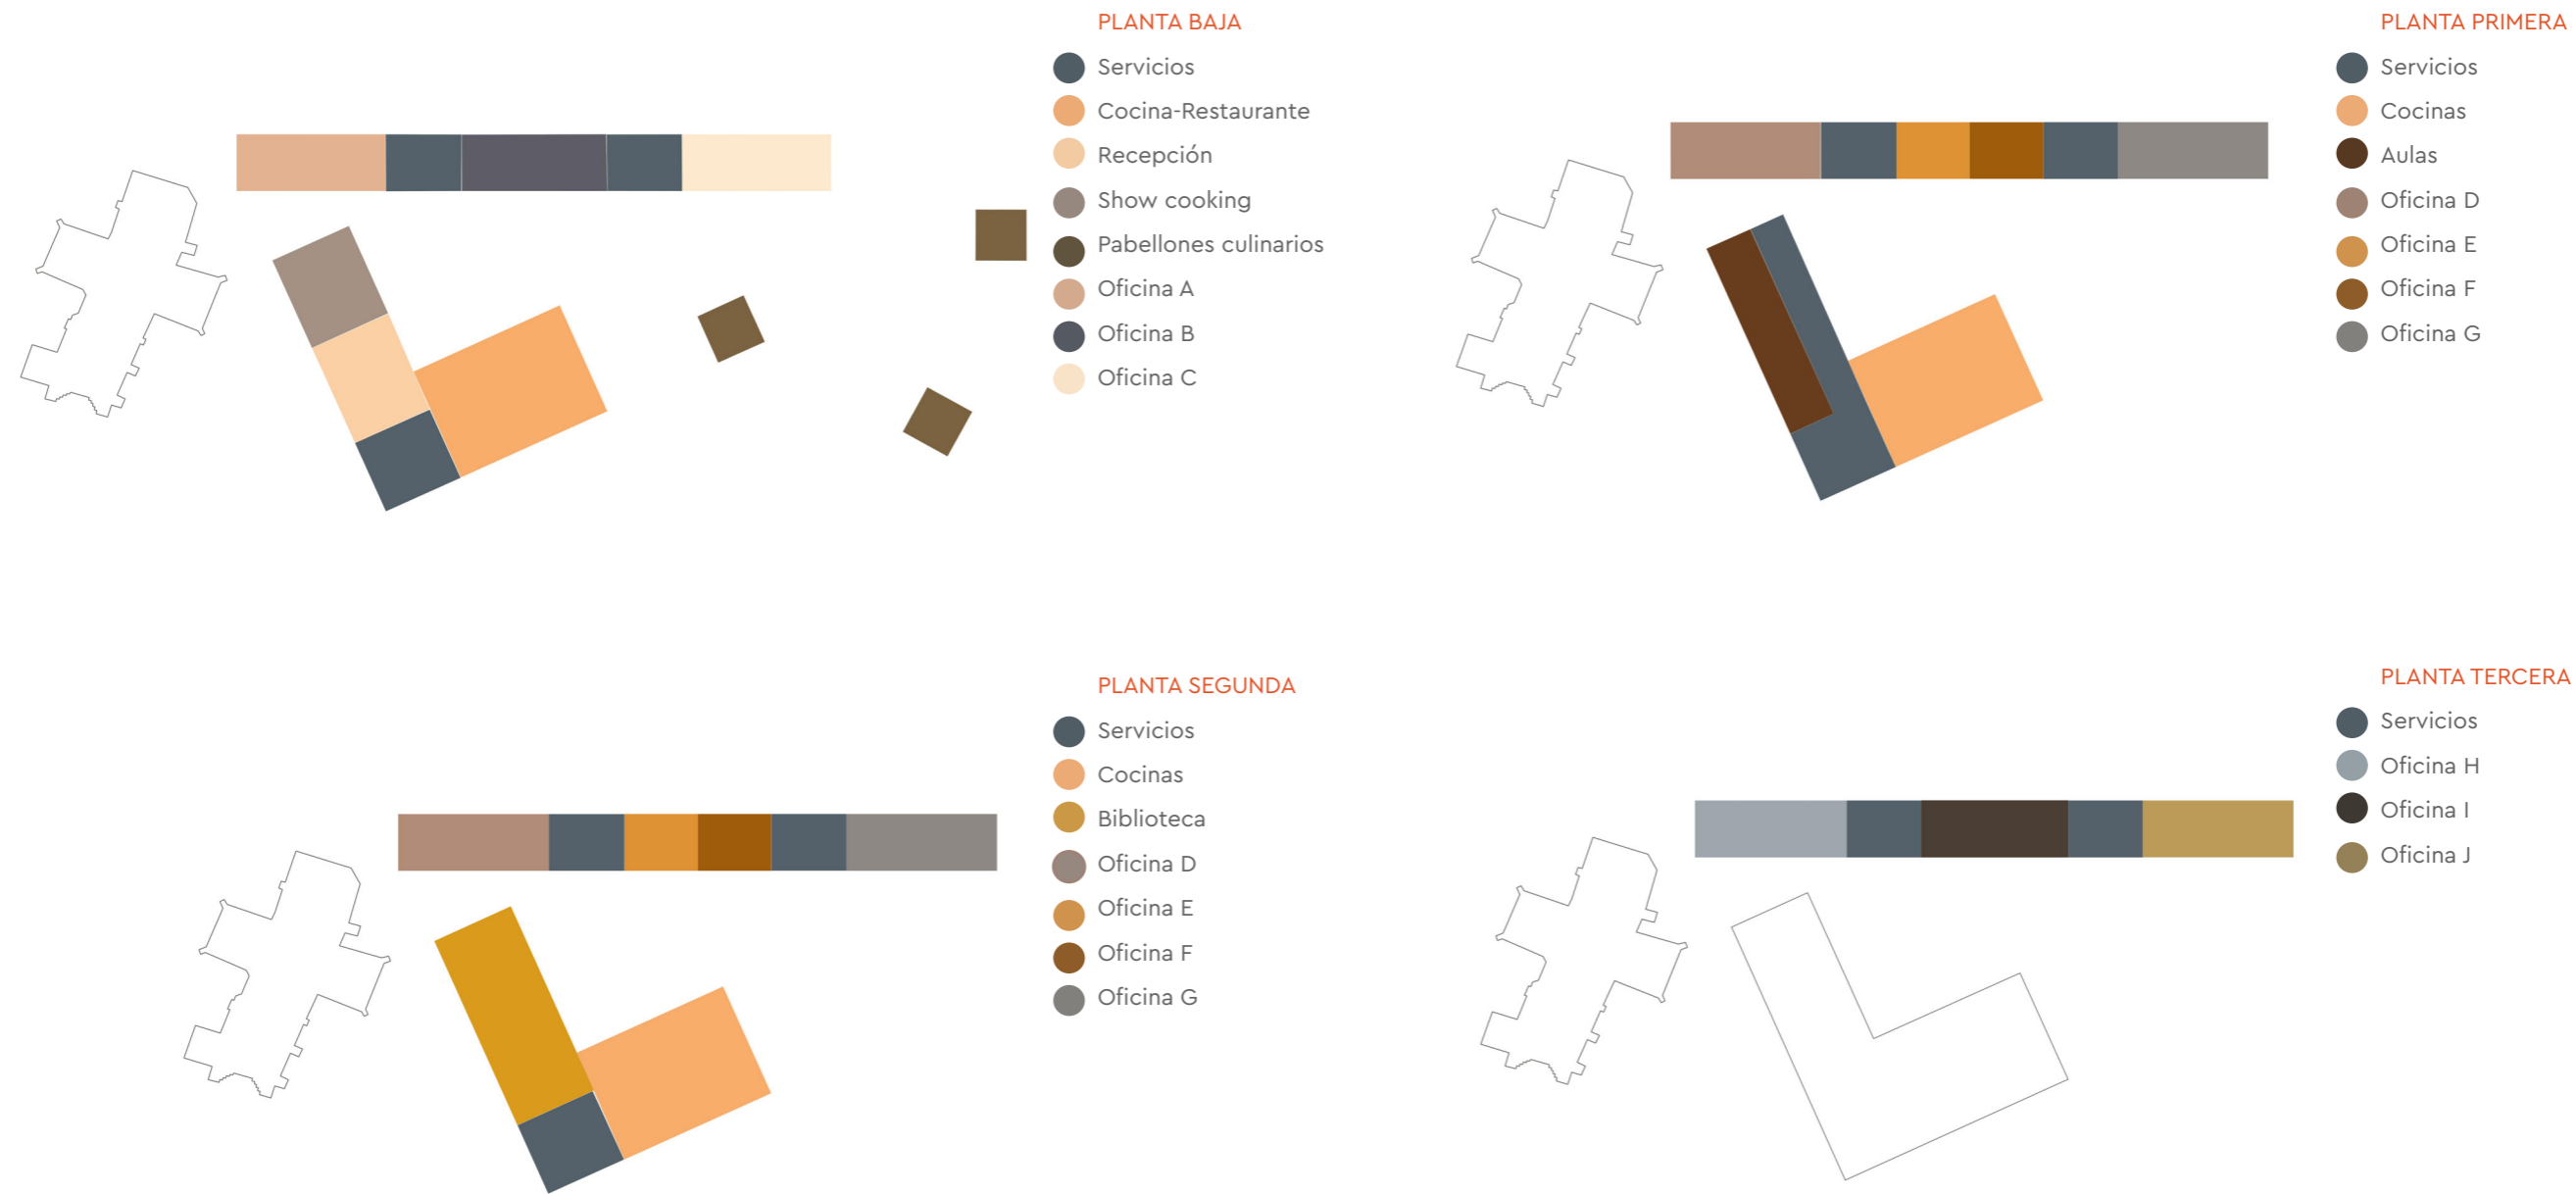 PLANTA BAJA
Servicios
Cocina-Restaurante
Recepción
Show cooking
Pabellones culinarios
Oficina A
Oficina B
Oficina C
PLANTA PRIMERA
Servicios
Cocinas
Aulas
Oficina D
Oficina E
Oficina F
Oficina G
PLANTA SEGUNDA
Servicios
Cocinas
Biblioteca
Oficina D
Oficina E
Oficina F
Oficina G
PLANTA TERCERA
Servicios
Oficina H
Oficina I
Oficina J